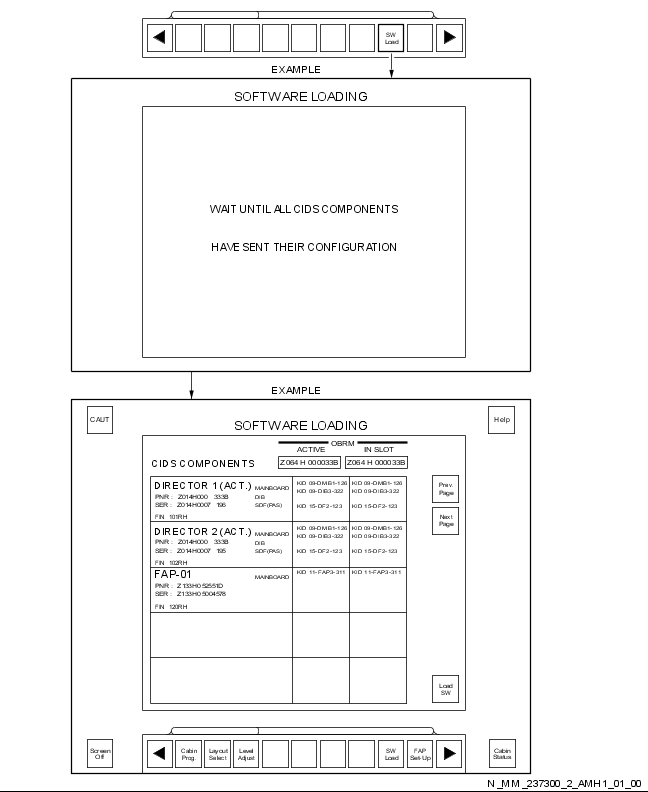 SW
Load
EXAMPLE
SOFTWARE LOADING
WAIT UNTIL ALL CIDS COMPONENTS
HAVE SENT THEIR CONFIGURATION
EXAMPLE
CAUT
Help
SOFTWARE LOADING
OBRM
ACTIVE IN SLOT
CIDS COMPONENTS Z064 H 000033B Z064 H 000033B
DIRECTOR 1 (ACT.) MAINBOARD KID 09-DMB1-126 KID 09-DMB1-126
PNR : Z014H000 333B DIB KID 09-DIB3-322 KID 09-DIB3-322
SER : Z014H0007 196 SDF(PAS) KID 15-DF2-123 KID 15-DF2-123
FIN 101RH
Prev.
Page
Next
Page
DIRECTOR 2 (ACT.) MAINBOARD KID 09-DMB1-126 KID 09-DMB1-126
PNR : Z014H000 333B DIB KID 09-DIB3-322 KID 09-DIB3-322
SER : Z014H0007 195 SDF(PAS) KID 15-DF2-123 KID 15-DF2-123
FIN 102RH
FAP-01 MAINBOARD KID 11-FAP3-311 KID 11-FAP3-311
PNR : Z133H052551D
SER : Z133H05004578
FIN 120RH
Load
SW
Screen
Off
Cabin
Prog.
Layout
Select
Level
Adjust
SW
Load
FAP
Set-Up
Cabin
Status
N_MM_237300_2_AMH1_01_00